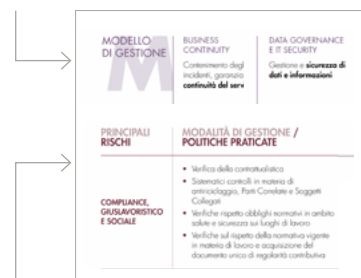 MODELLO
DI GESTIONE
BUSINESS
CONTINUITY
Contenimento degl
incidenti, garanzia
continuità del serv
DATA GOVERNANCE
E IT SECURITY
Gestione e sicurezza di
dati e informazioni
PRINCIPALI
RISCHI
MODALITÀ DI GESTIONE /
POLITICHE PRATICATE
COMPLIANCE,
GIUSLAVORISTICO
E SOCIALE
• Verifica della contrattualistica
• Sistematici controlli in materia di
antiriciclaggio, Parti Correlate e Soggetti
Collegati
• Verifiche rispetto obblighi normativi in ambito
salute e sicurezza sui luoghi di lavoro
• Verifiche sul rispetto della normativa vigente
in materia di lavoro e acquisizione del
documento unico di regolarità contributiva